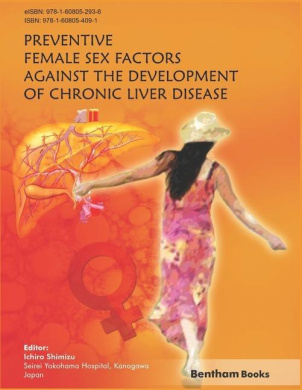 eISBN: 978-1-60805-293-6
ISBN: 978-1-60805-409-1
PREVENTIVE
FEMALE SEX FACTORS
AGAINST THE DEVELOPMENT
OF CHRONIC LIVER DISEASE
Editor:
Ichiro Shimizu
Seirei Yokohama Hospital, Kanagawa
Japan
Bentham Books